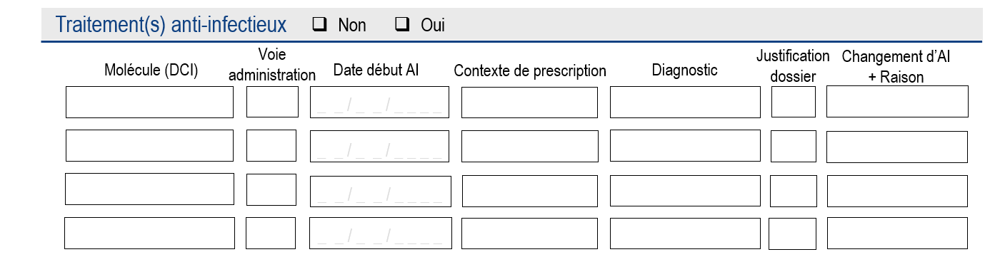 Traitement(s) anti-infectieux ❑ Non ❑ Oui
Voie administration
Molécule (DCI)
Date début AI
Contexte de prescription
Diagnostic
Justification dossier
Changement d’AI + Raison
_ _/_ _/_ _ _ _
_ _/_ _/_ _ _ _
_ _/_ _/_ _ _ _
_ _/_ _/_ _ _ _